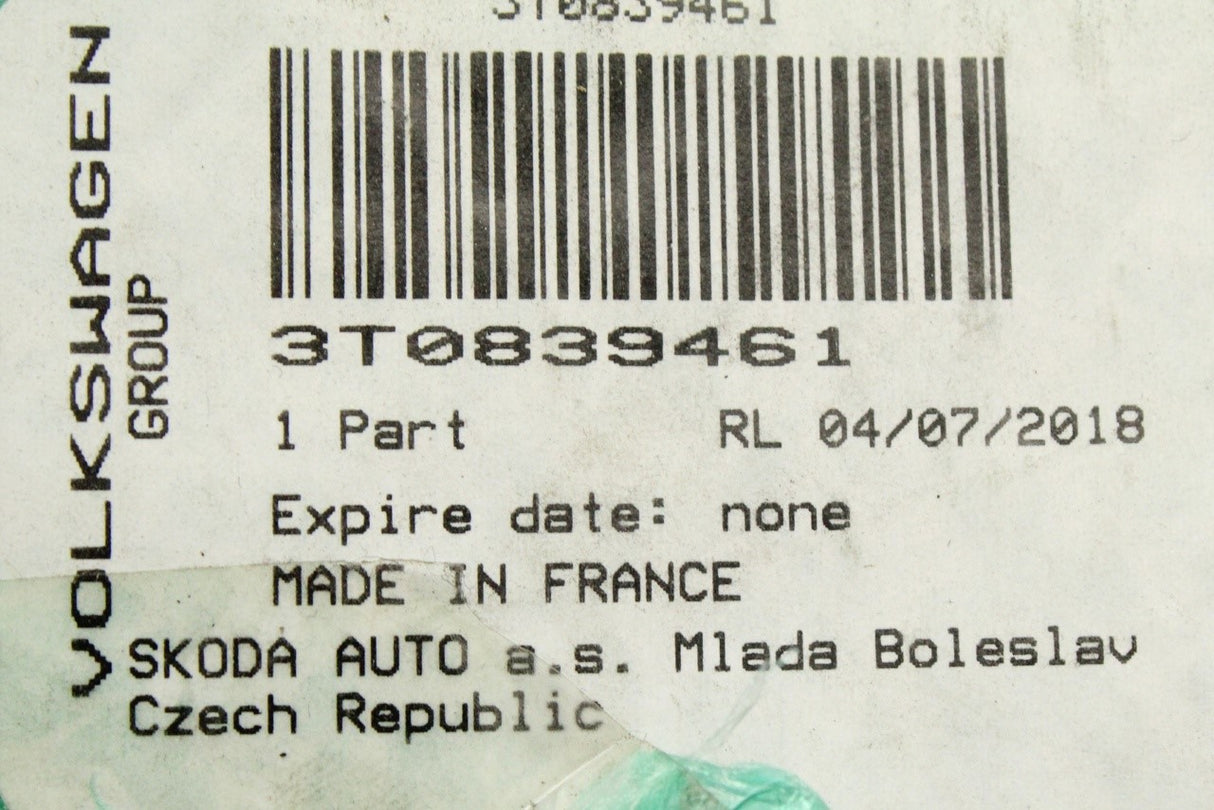 3T0839461
VOLKSWAGEN
GROUP
3T0839461
1 Part RL 04/07/2018
Expire date: none
MADE IN FRANCE
SKODA AUTO a.s. Mlada Boleslav
Czech Republic